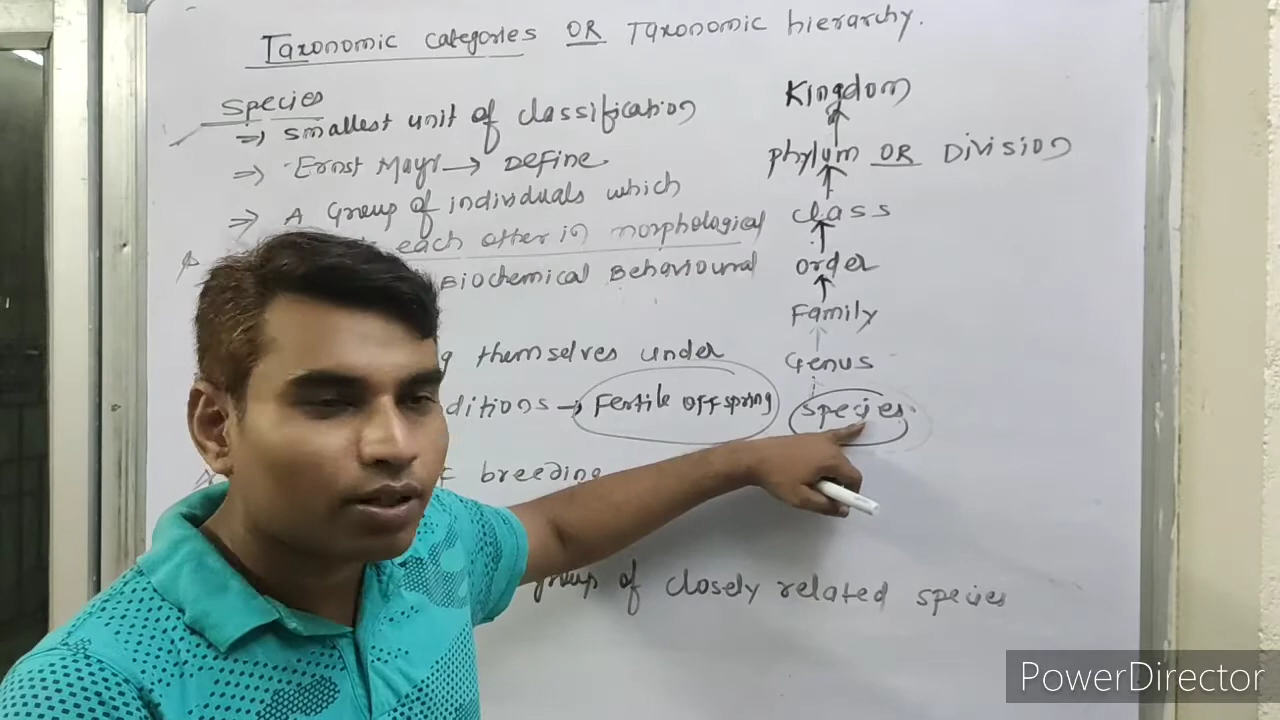 Taxonomic categories OR Taxonomic hierarchy.
Species
=> smallest unit of classification
=> Ernst Mayr → Define
=> A Group of individuals which
each other in morphological
Biochemical Behavioural
themselves under
ditions → Fertile offspring
breeding
group of closely related species
Kingdom
phylum OR Division
class
order
Family
Genus
species.
PowerDirector